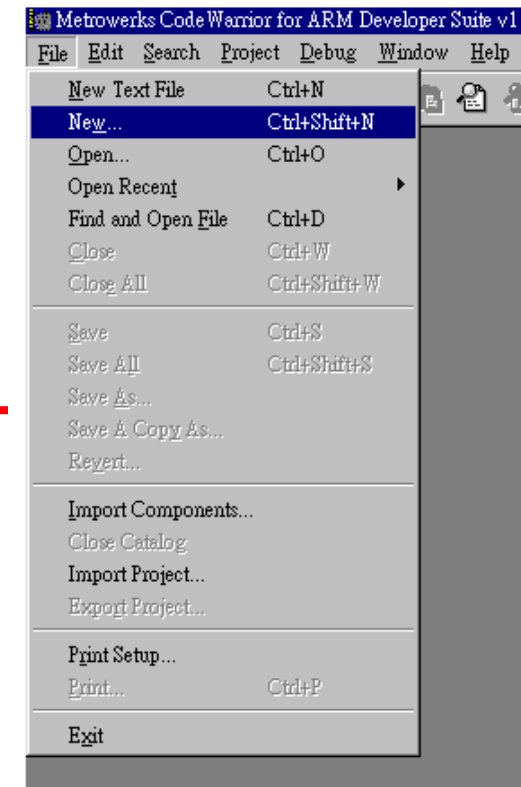 Metrowerks CodeWarrior for ARM Developer Suite v1
File Edit Search Project Debug Window Help
New Text File Ctrl+N
New... Ctrl+Shift+N
Open... Ctrl+O
Open Recent
Find and Open File Ctrl+D
Close Ctrl+W
Close All Ctrl+Shift+W
Save Ctrl+S
Save All Ctrl+Shift+S
Save As...
Save A Copy As...
Revert...
Import Components...
Close Catalog
Import Project...
Export Project...
Print Setup...
Print... Ctrl+P
Exit